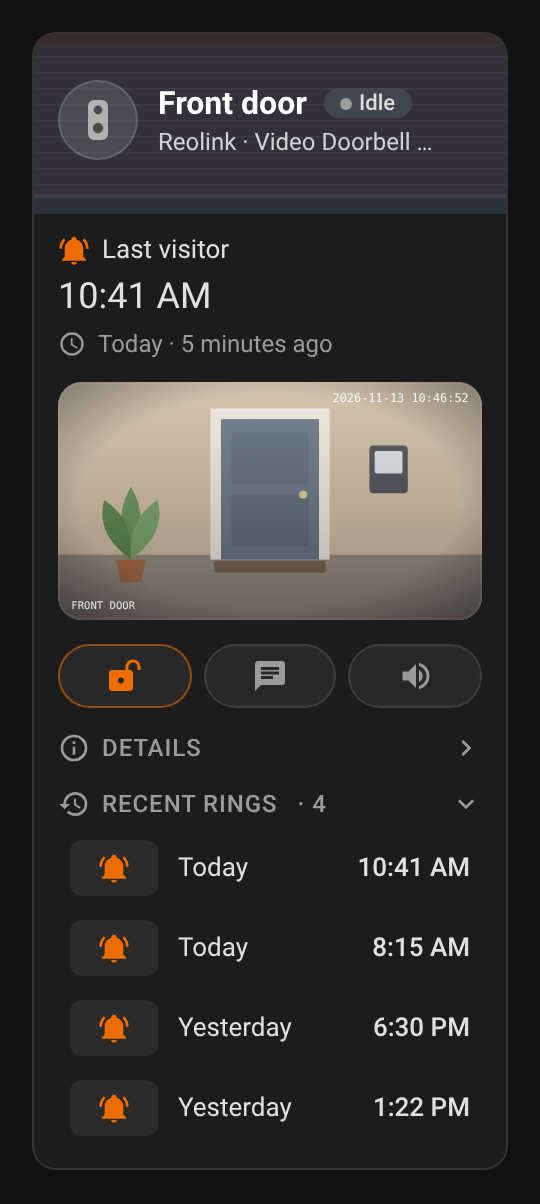 Front door
Idle
Reolink · Video Doorbell …
Last visitor
10:41 AM
Today · 5 minutes ago
2026-11-13 10:46:52
FRONT DOOR
DETAILS
RECENT RINGS · 4
Today 10:41 AM
Today 8:15 AM
Yesterday 6:30 PM
Yesterday 1:22 PM